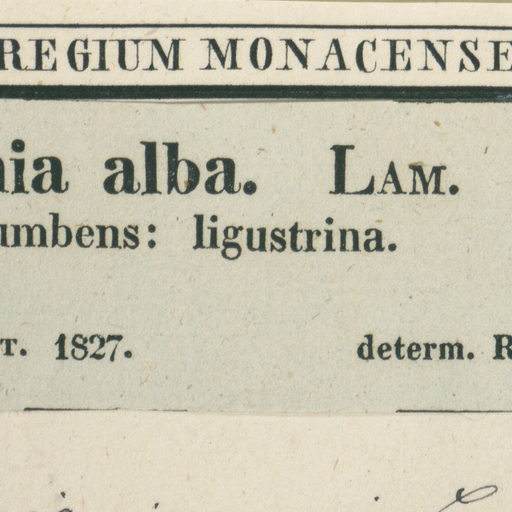 REGIUM MONACENSE
nia alba. LAM.
umbens: ligustrina.
T. 1827. determ. R